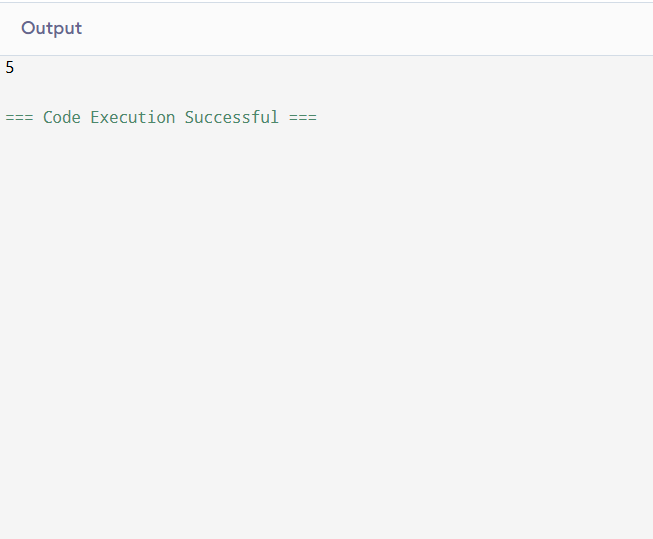 Output
5
=== Code Execution Successful ===